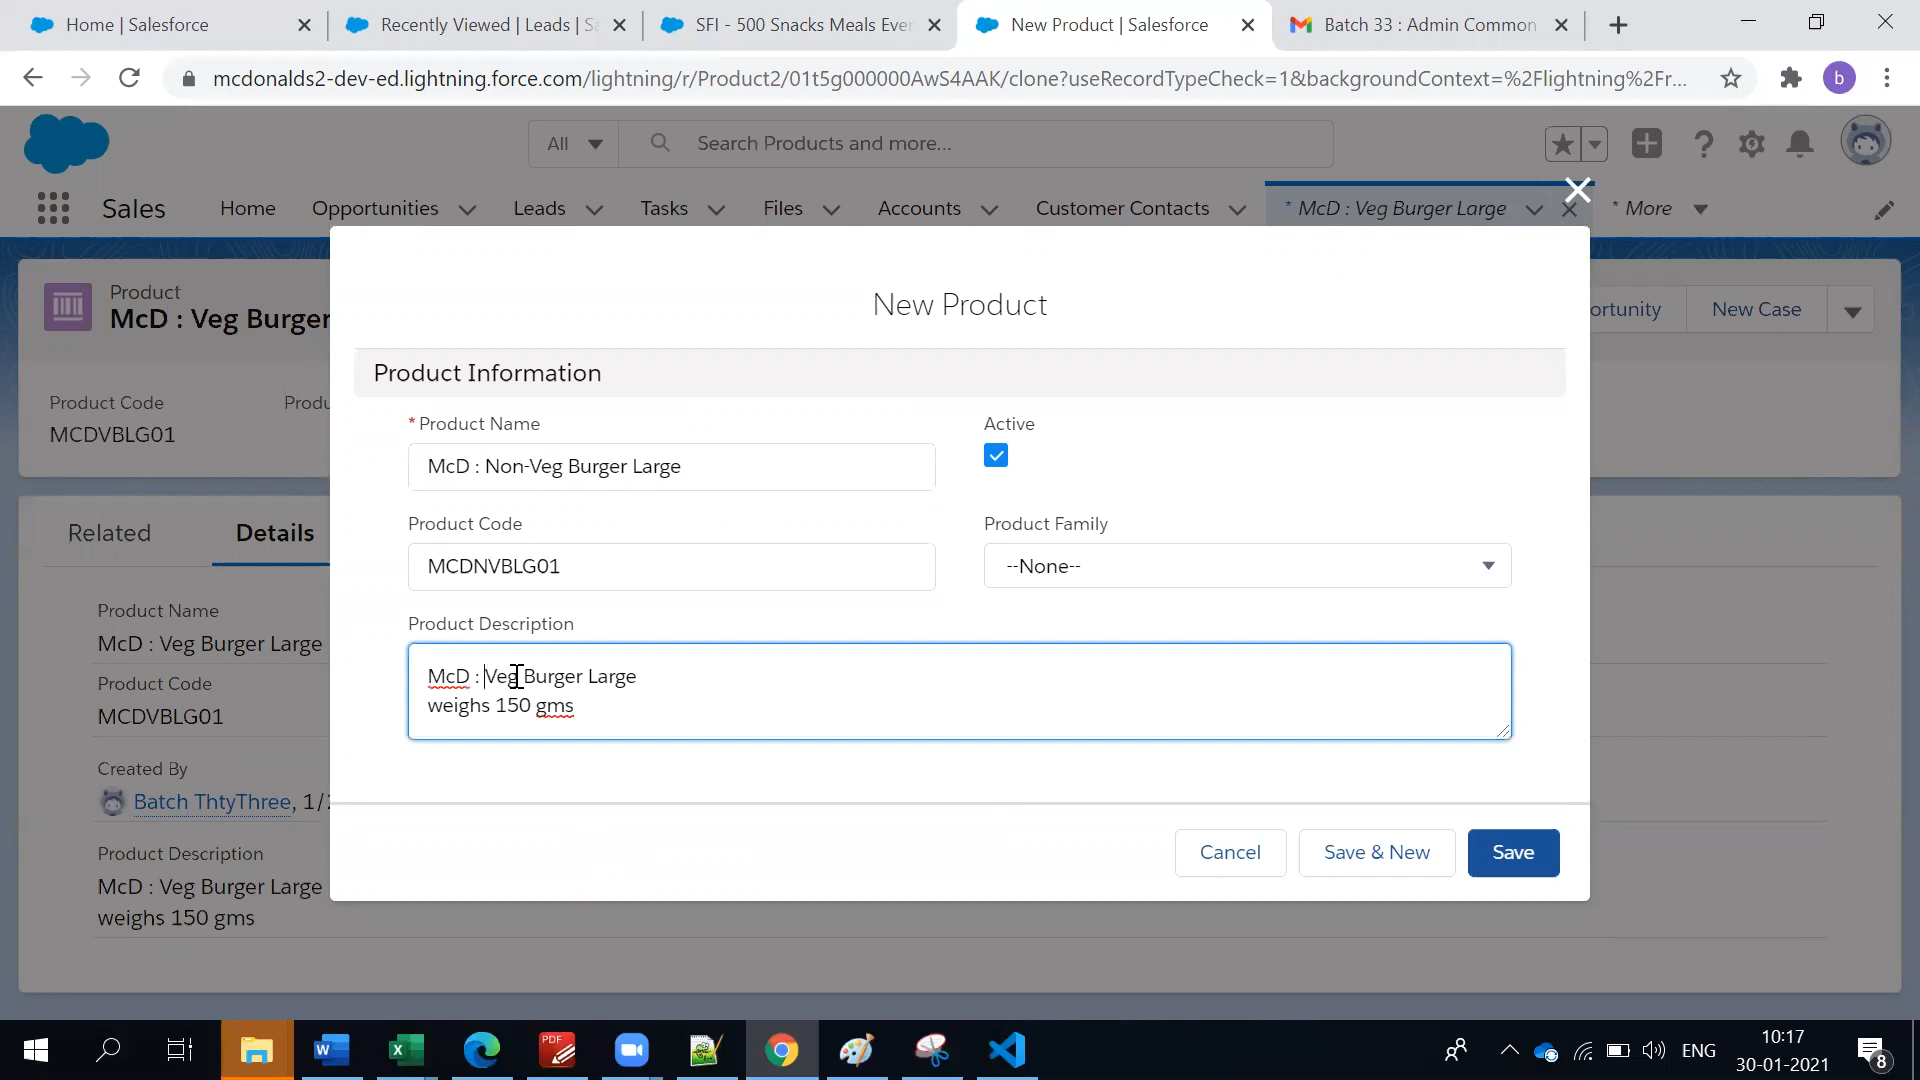 Home | Salesforce
Recently Viewed | Leads | Sa
SFI - 500 Snacks Meals Ever
New Product | Salesforce
Batch 33 : Admin Common
mcdonalds2-dev-ed.lightning.force.com/lightning/r/Product2/01t5g000000AwS4AAK/clone?useRecordTypeCheck=1&backgroundContext=%2Flightning%2Fr...
b
All
Search Products and more...
Sales
Home
Opportunities
Leads
Tasks
Files
Accounts
Customer Contacts
* McD : Veg Burger Large
* More
Product
McD : Veg Burger
ortunity
New Case
Product Code
Produ
MCDVBLG01
Related
Details
Product Name
McD : Veg Burger Large
Product Code
MCDVBLG01
Created By
Batch ThtyThree, 1/
Product Description
McD : Veg Burger Large
weighs 150 gms
New Product
Product Information
* Product Name
McD : Non-Veg Burger Large
Active
Product Code
MCDNVBLG01
Product Family
--None--
Product Description
McD : Veg Burger Large
weighs 150 gms
Cancel
Save & New
Save
W
X
PDF
ENG
10:17
30-01-2021
8